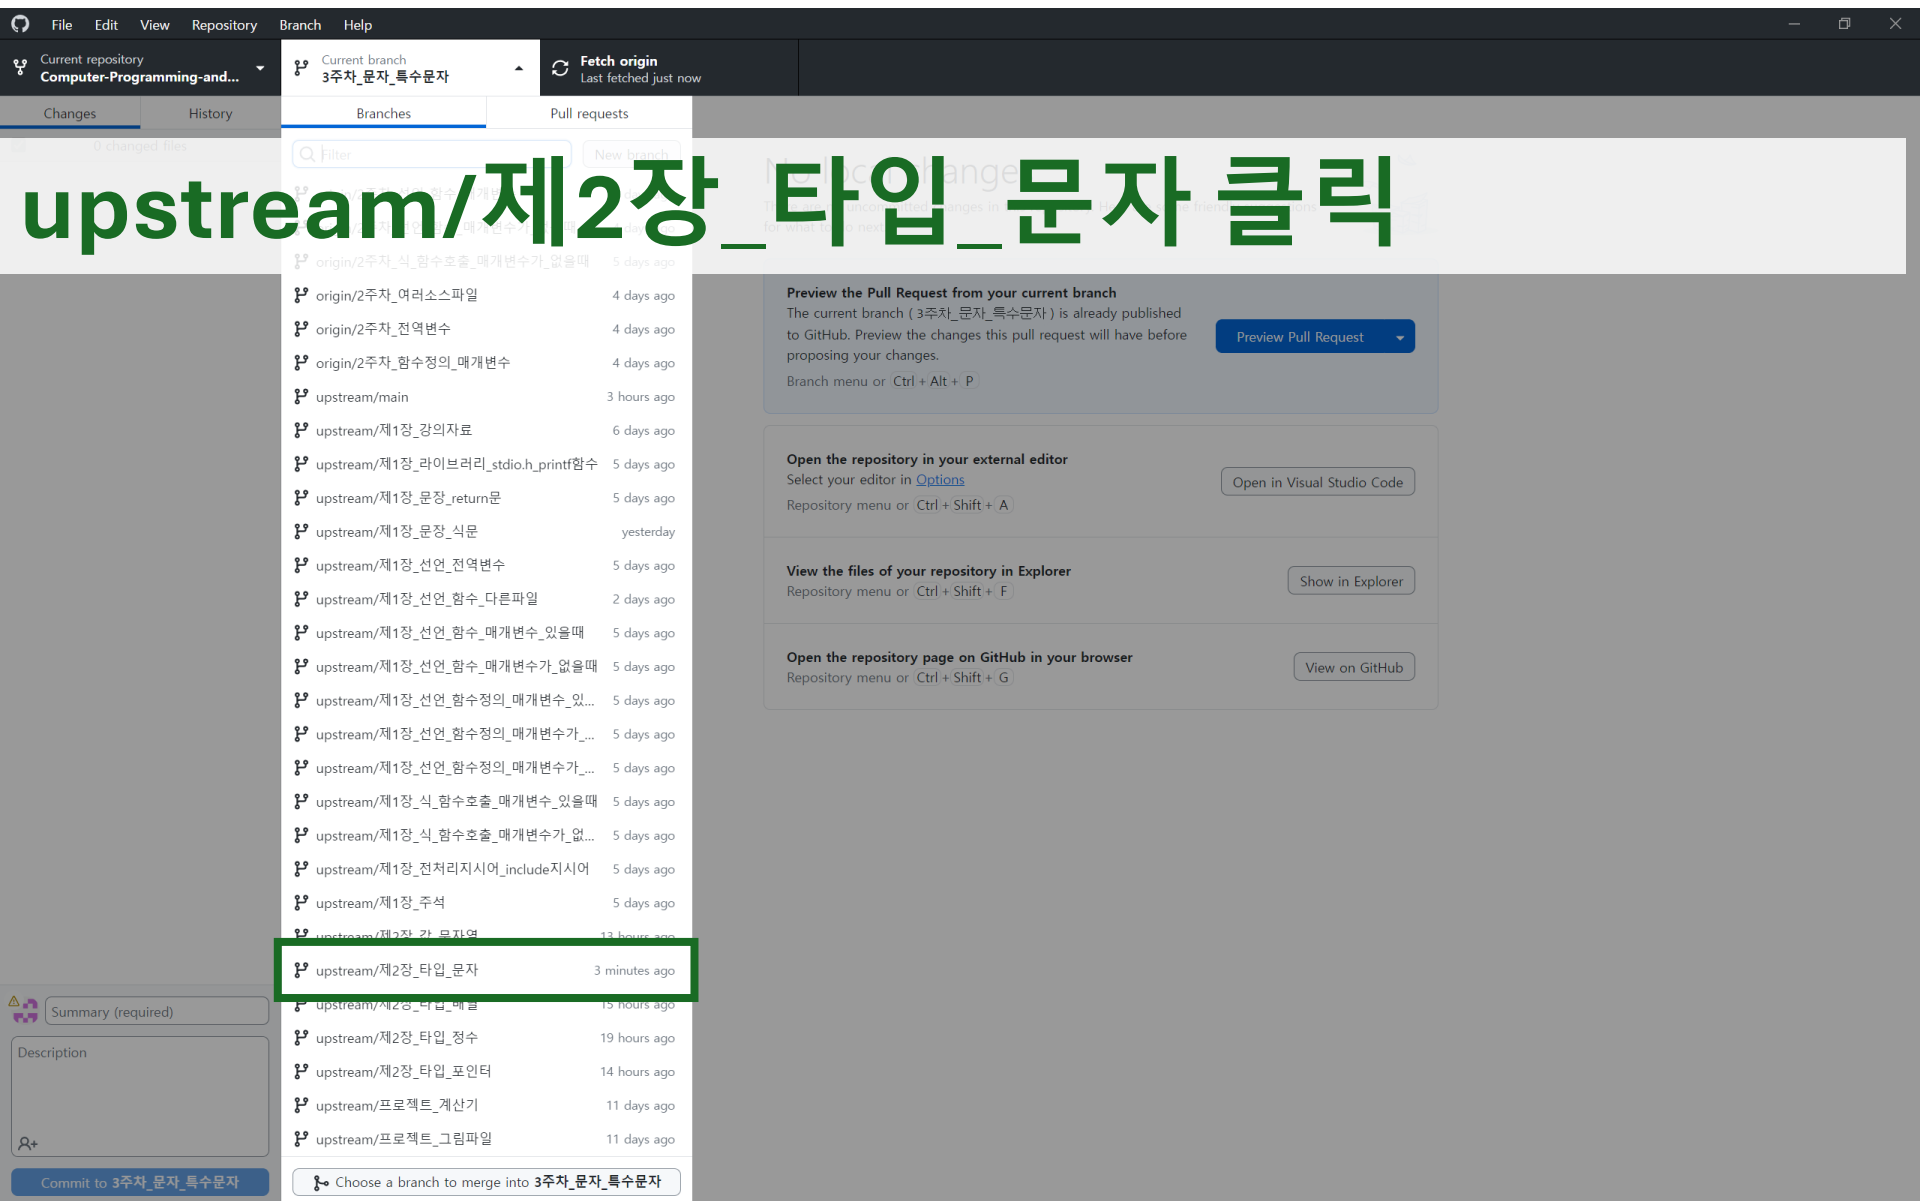 File Edit View Repository Branch Help
Current repository
Computer-Programming-and...
Current branch
3주차_문자_특수문자
Fetch origin
Last fetched just now
Changes History
Branches Pull requests
0 changed files
Filter
New branch
upstream/제2장_타입_문자 클릭
origin/2주차_식_함수호출_매개변수가_없을때 5 days ago
origin/2주차_여러소스파일 4 days ago
origin/2주차_전역변수 4 days ago
origin/2주차_함수정의_매개변수 4 days ago
upstream/main 3 hours ago
upstream/제1장_강의자료 6 days ago
upstream/제1장_라이브러리_stdio.h_printf함수 5 days ago
upstream/제1장_문장_return문 5 days ago
upstream/제1장_문장_식문 yesterday
upstream/제1장_선언_전역변수 5 days ago
upstream/제1장_선언_함수_다른파일 2 days ago
upstream/제1장_선언_함수_매개변수_있을때 5 days ago
upstream/제1장_선언_함수_매개변수가_없을때 5 days ago
upstream/제1장_선언_함수정의_매개변수_있... 5 days ago
upstream/제1장_선언_함수정의_매개변수가_... 5 days ago
upstream/제1장_선언_함수정의_매개변수가_... 5 days ago
upstream/제1장_식_함수호출_매개변수_있을때 5 days ago
upstream/제1장_식_함수호출_매개변수가_없... 5 days ago
upstream/제1장_전처리지시어_include지시어 5 days ago
upstream/제1장_주석 5 days ago
upstream/제2장_값_문자열 13 hours ago
upstream/제2장_타입_문자 3 minutes ago
upstream/제2장_타입_배열 15 hours ago
upstream/제2장_타입_정수 19 hours ago
upstream/제2장_타입_포인터 14 hours ago
upstream/프로젝트_계산기 11 days ago
upstream/프로젝트_그림파일 11 days ago
Choose a branch to merge into 3주차_문자_특수문자
Preview the Pull Request from your current branch
The current branch ( 3주차_문자_특수문자 ) is already published
to GitHub. Preview the changes this pull request will have before
proposing your changes.
Branch menu or Ctrl + Alt + P
Preview Pull Request
Open the repository in your external editor
Select your editor in Options
Repository menu or Ctrl + Shift + A
Open in Visual Studio Code
View the files of your repository in Explorer
Repository menu or Ctrl + Shift + F
Show in Explorer
Open the repository page on GitHub in your browser
Repository menu or Ctrl + Shift + G
View on GitHub
Summary (required)
Description
Commit to 3주차_문자_특수문자